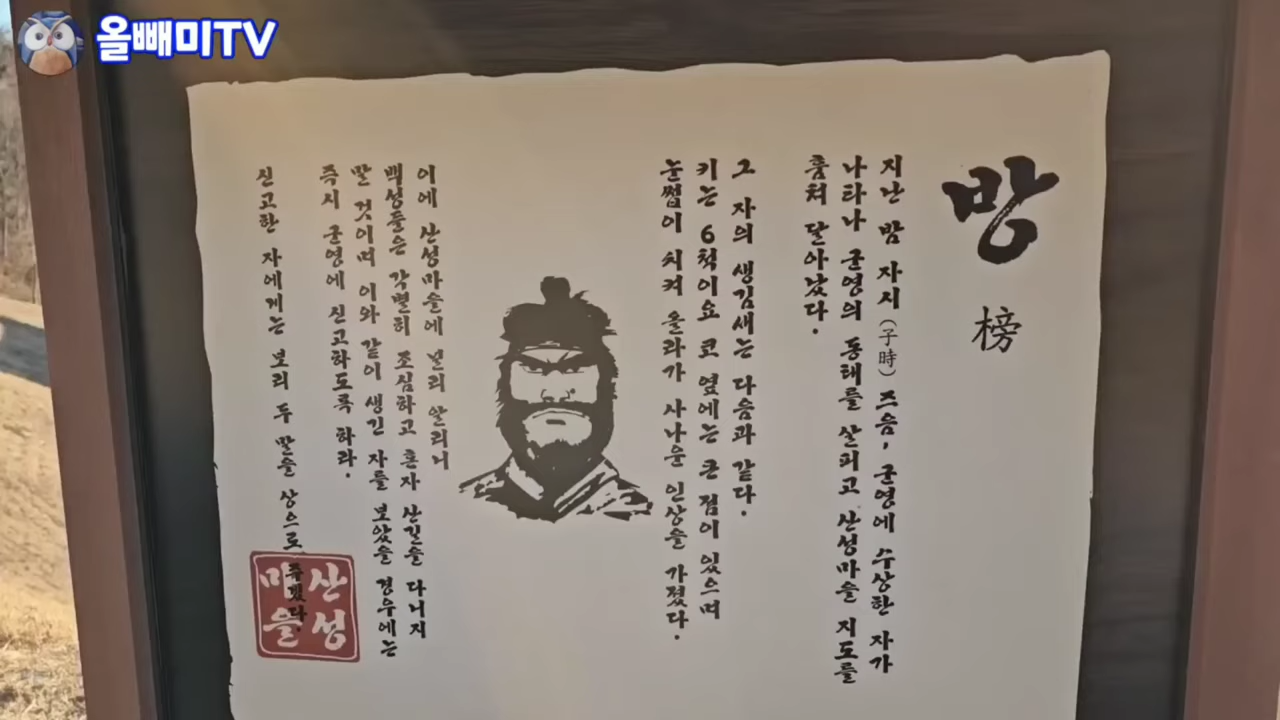 올빼미TV
방
榜
지난 밤 자시(子時) 즈음, 군영에 수상한 자가
나타나 군영의 동태를 살피고 산성마을 지도를
훔쳐 달아났다.
그 자의 생김새는 다음과 같다.
키는 6척이요 코 옆에는 큰 점이 있으며
눈썹이 치켜 올라가 사나운 인상을 가졌다.
이에 산성마을에 널리 알리니
백성들은 각별히 조심하고 혼자 산길을 다니지
말 것이며 이와 같이 생긴 자를 보았을 경우에는
즉시 군영에 신고하도록 하라.
신고한 자에게는 보리 두 말을 상으로 주겠다.
산성
마을